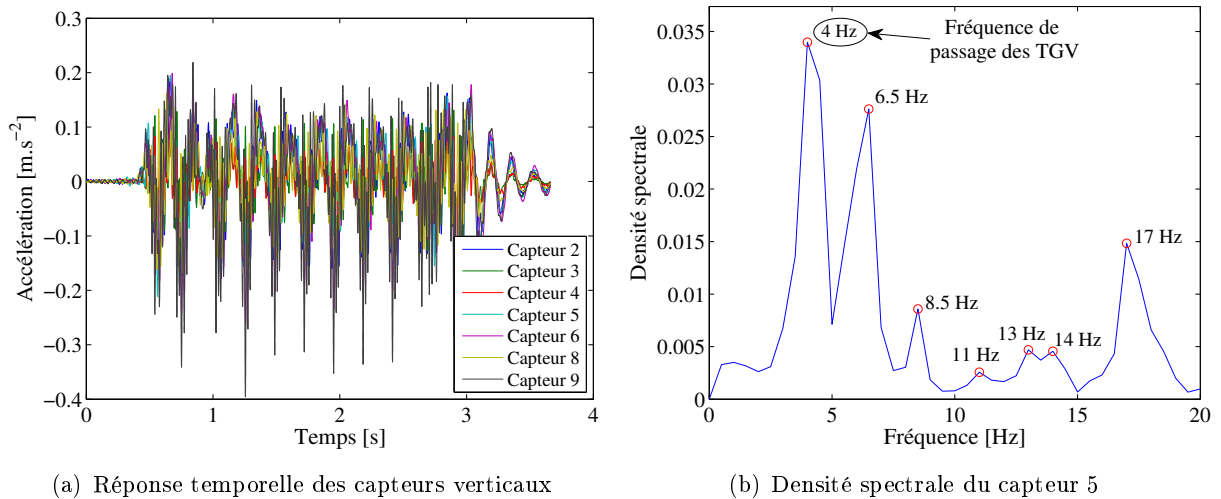 0.3
0.2
0.1
0
−0.1
−0.2
−0.3
−0.4
0
1
2
3
4
Accélération [m.s⁻²]
Temps [s]
Capteur 2
Capteur 3
Capteur 4
Capteur 5
Capteur 6
Capteur 8
Capteur 9
(a) Réponse temporelle des capteurs verticaux
0.035
0.03
0.025
0.02
0.015
0.01
0.005
0
0
5
10
15
20
Densité spectrale
Fréquence [Hz]
4 Hz
Fréquence de
passage des TGV
6.5 Hz
8.5 Hz
11 Hz
13 Hz
14 Hz
17 Hz
(b) Densité spectrale du capteur 5